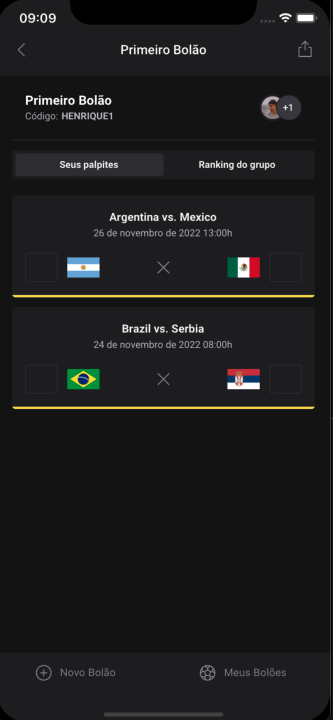 09:09
Primeiro Bolão
Primeiro Bolão
Código: HENRIQUE1
+1
Seus palpites
Ranking do grupo
Argentina vs. Mexico
26 de novembro de 2022 13:00h
Brazil vs. Serbia
24 de novembro de 2022 08:00h
Novo Bolão
Meus Bolões